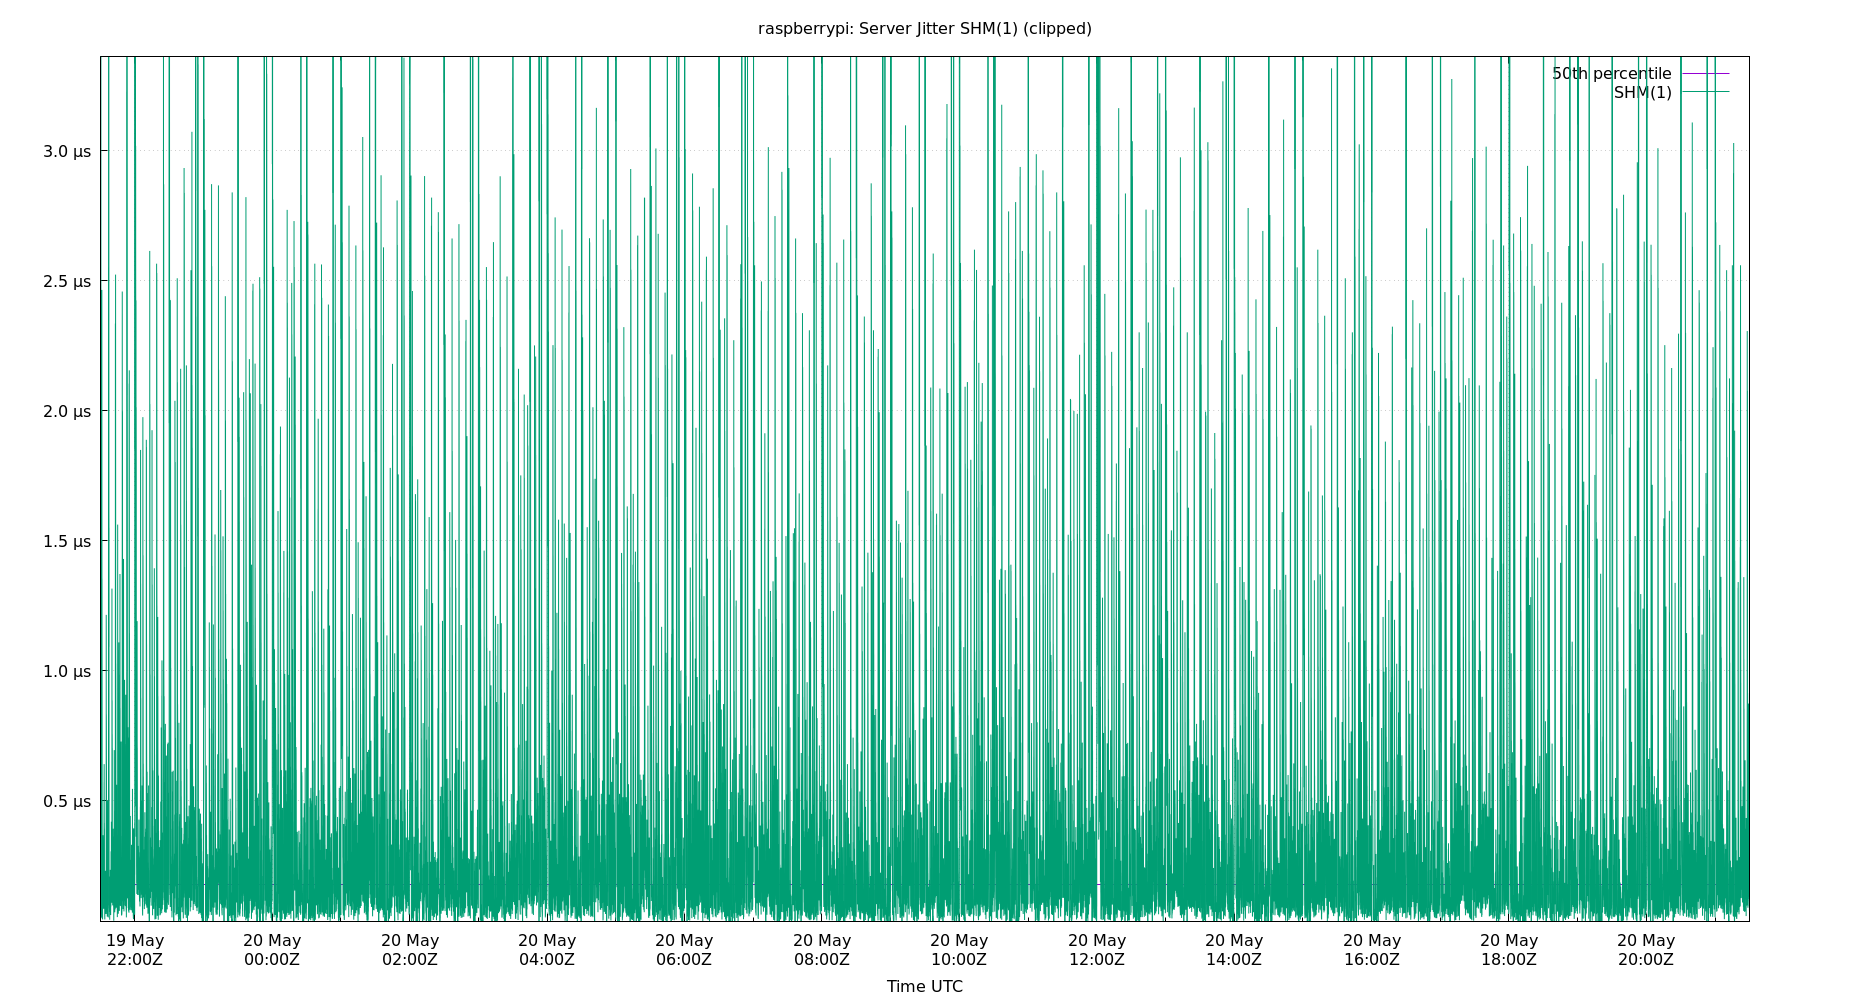 raspberrypi: Server Jitter SHM(1) (clipped)
50th percentile
SHM(1)
3.0 µs
2.5 µs
2.0 µs
1.5 µs
1.0 µs
0.5 µs
19 May 20 May 20 May 20 May 20 May 20 May 20 May 20 May 20 May 20 May 20 May 20 May
22:00Z 00:00Z 02:00Z 04:00Z 06:00Z 08:00Z 10:00Z 12:00Z 14:00Z 16:00Z 18:00Z 20:00Z
Time UTC